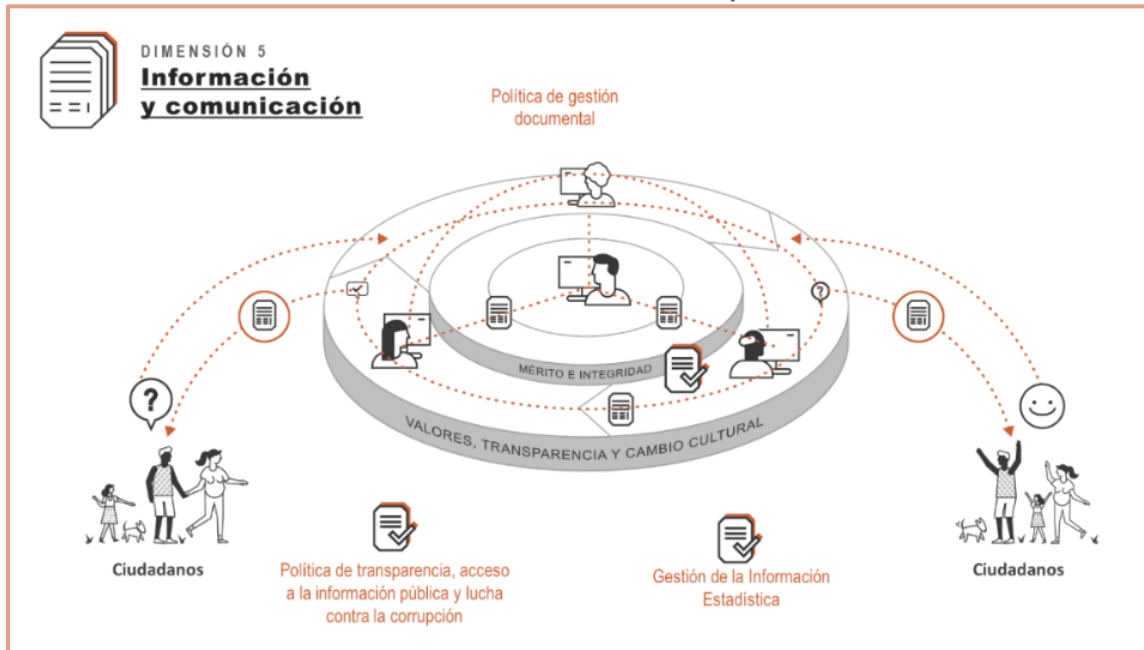 DIMENSIÓN 5
Información
y comunicación
Política de gestión
documental
?
?
MÉRITO E INTEGRIDAD
VALORES, TRANSPARENCIA Y CAMBIO CULTURAL
Ciudadanos
Política de transparencia, acceso
a la información pública y lucha
contra la corrupción
Gestión de la Información
Estadística
Ciudadanos